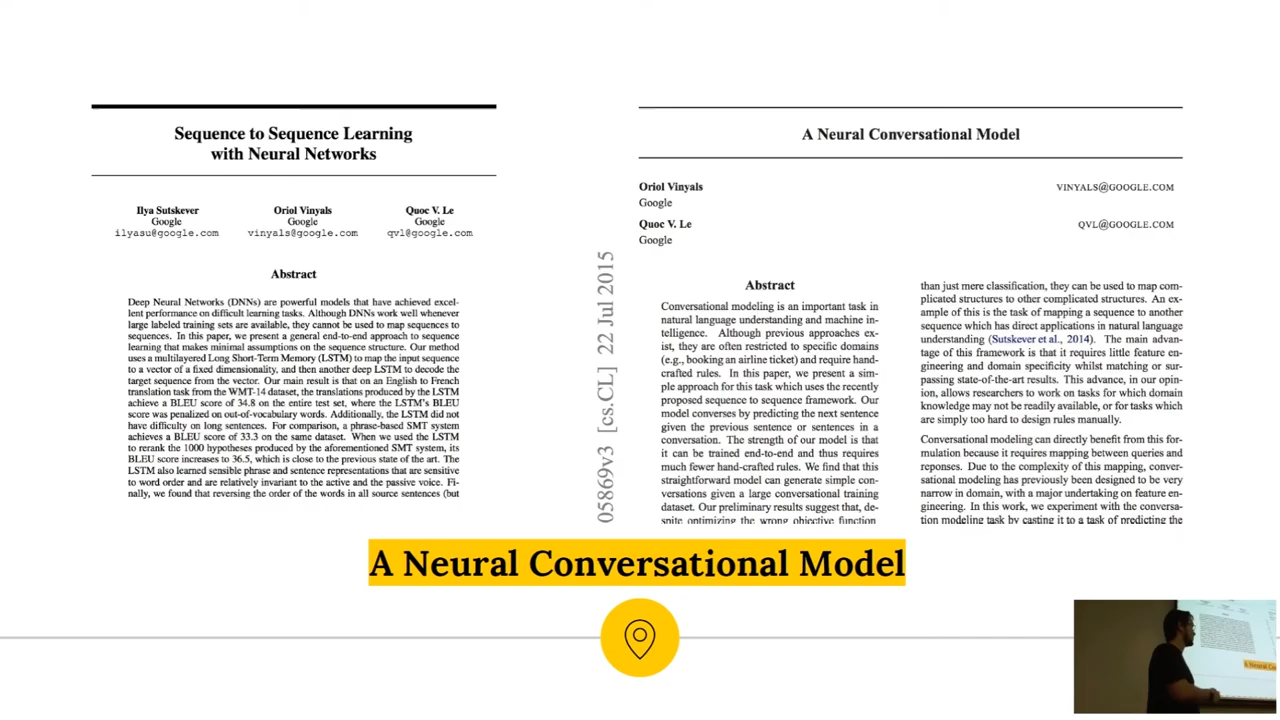 Sequence to Sequence Learning
with Neural Networks
Ilya Sutskever
Google
ilyasu@google.com
Oriol Vinyals
Google
vinyals@google.com
Quoc V. Le
Google
qvl@google.com
Abstract
Deep Neural Networks (DNNs) are powerful models that have achieved excel-
lent performance on difficult learning tasks. Although DNNs work well whenever
large labeled training sets are available, they cannot be used to map sequences to
sequences. In this paper, we present a general end-to-end approach to sequence
learning that makes minimal assumptions on the sequence structure. Our method
uses a multilayered Long Short-Term Memory (LSTM) to map the input sequence
to a vector of a fixed dimensionality, and then another deep LSTM to decode the
target sequence from the vector. Our main result is that on an English to French
translation task from the WMT-14 dataset, the translations produced by the LSTM
achieve a BLEU score of 34.8 on the entire test set, where the LSTM's BLEU
score was penalized on out-of-vocabulary words. Additionally, the LSTM did not
have difficulty on long sentences. For comparison, a phrase-based SMT system
achieves a BLEU score of 33.3 on the same dataset. When we used the LSTM
to rerank the 1000 hypotheses produced by the aforementioned SMT system, its
BLEU score increases to 36.5, which is close to the previous state of the art. The
LSTM also learned sensible phrase and sentence representations that are sensitive
to word order and are relatively invariant to the active and the passive voice. Fi-
nally, we found that reversing the order of the words in all source sentences (but
05869v3 [cs.CL] 22 Jul 2015
A Neural Conversational Model
Oriol Vinyals
Google
VINYALS@GOOGLE.COM
Quoc V. Le
Google
QVL@GOOGLE.COM
Abstract
Conversational modeling is an important task in
natural language understanding and machine in-
telligence. Although previous approaches ex-
ist, they are often restricted to specific domains
(e.g., booking an airline ticket) and require hand-
crafted rules. In this paper, we present a sim-
ple approach for this task which uses the recently
proposed sequence to sequence framework. Our
model converses by predicting the next sentence
given the previous sentence or sentences in a
conversation. The strength of our model is that
it can be trained end-to-end and thus requires
much fewer hand-crafted rules. We find that this
straightforward model can generate simple con-
versations given a large conversational training
dataset. Our preliminary results suggest that, de-
spite optimizing the wrong objective function,
than just mere classification, they can be used to map com-
plicated structures to other complicated structures. An ex-
ample of this is the task of mapping a sequence to another
sequence which has direct applications in natural language
understanding (Sutskever et al., 2014). The main advan-
tage of this framework is that it requires little feature en-
gineering and domain specificity whilst matching or sur-
passing state-of-the-art results. This advance, in our opin-
ion, allows researchers to work on tasks for which domain
knowledge may not be readily available, or for tasks which
are simply too hard to design rules manually.
Conversational modeling can directly benefit from this for-
mulation because it requires mapping between queries and
reponses. Due to the complexity of this mapping, conver-
sational modeling has previously been designed to be very
narrow in domain, with a major undertaking on feature en-
gineering. In this work, we experiment with the conversa-
tion modeling task by casting it to a task of predicting the
A Neural Conversational Model
A Neural Co